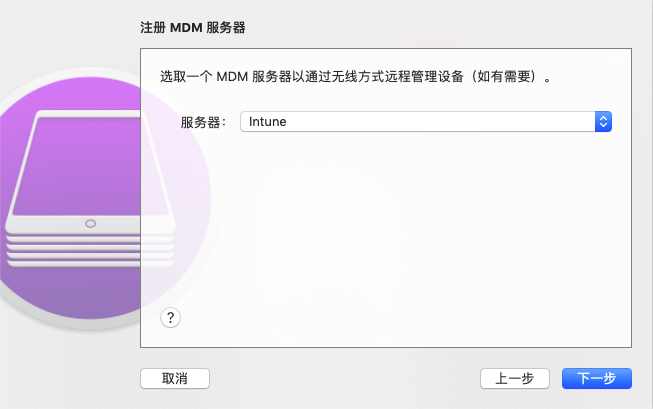 注册 MDM 服务器
选取一个 MDM 服务器以通过无线方式远程管理设备（如有需要）。
服务器： Intune
?
取消 上一步 下一步